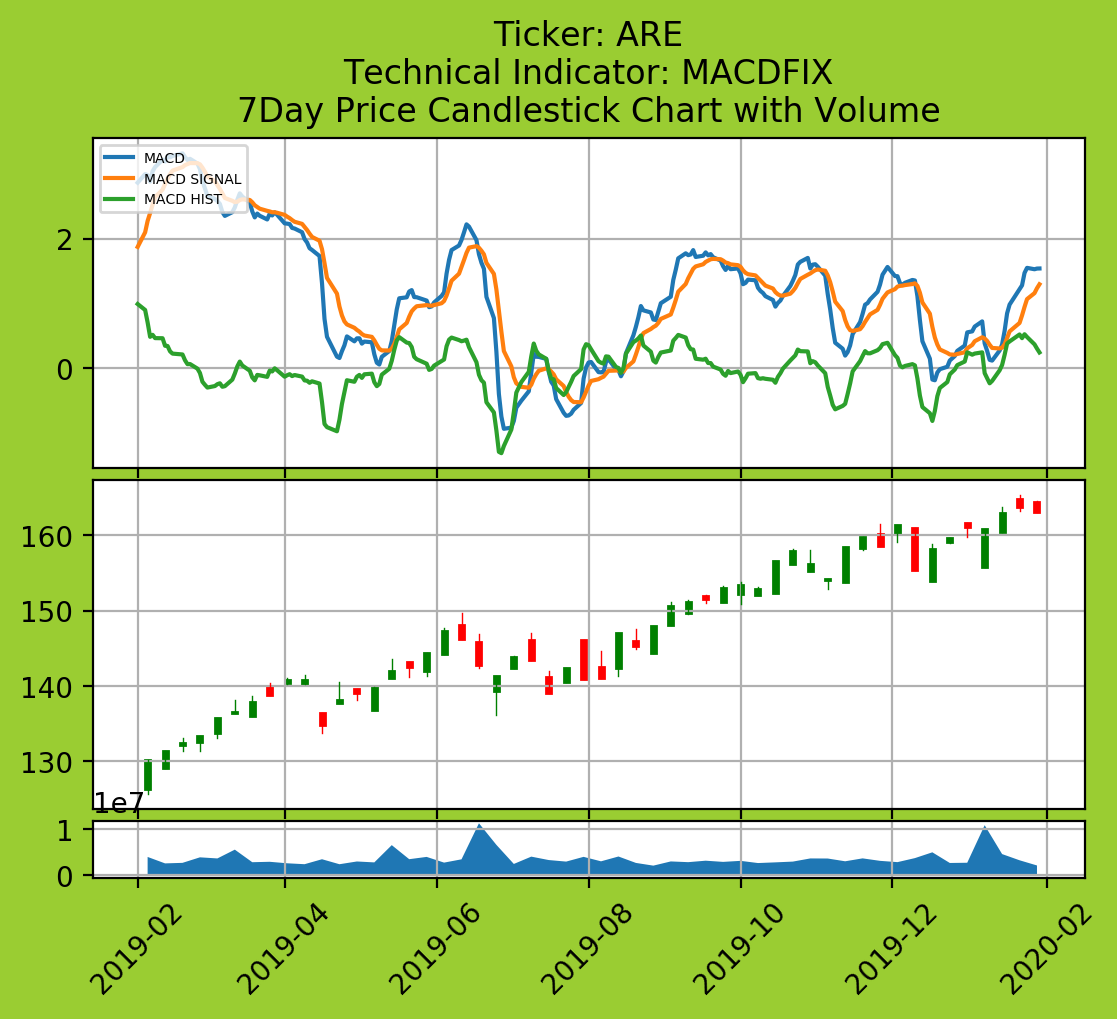 Ticker: ARE
Technical Indicator: MACDFIX
7Day Price Candlestick Chart with Volume
MACD
MACD SIGNAL
MACD HIST
2
0
160
150
140
130
1e7
1
0
2019-02
2019-04
2019-06
2019-08
2019-10
2019-12
2020-02